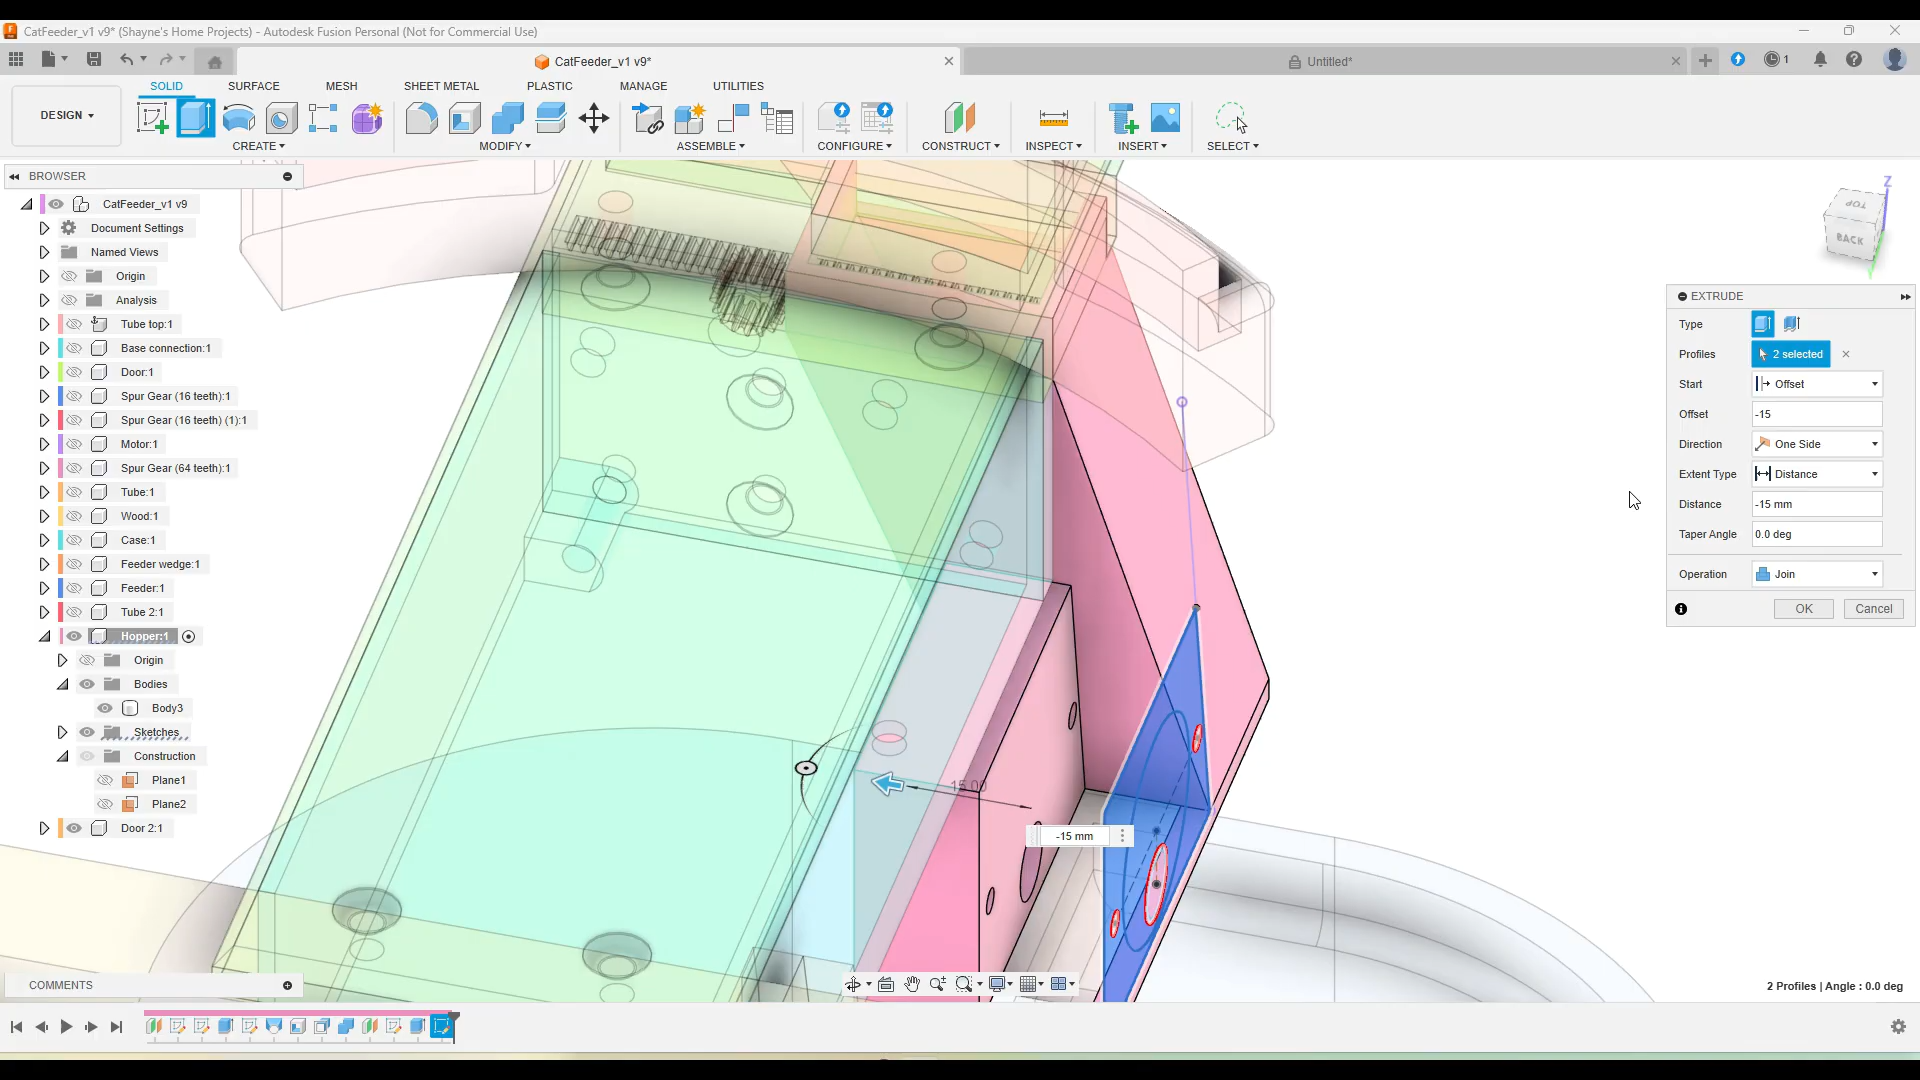 CatFeeder_v1 v9* (Shayne's Home Projects) - Autodesk Fusion Personal (Not for Commercial Use)
CatFeeder_v1 v9*
Untitled*
1
DESIGN
SOLID
SURFACE
MESH
SHEET METAL
PLASTIC
MANAGE
UTILITIES
CREATE
MODIFY
ASSEMBLE
CONFIGURE
CONSTRUCT
INSPECT
INSERT
SELECT
BROWSER
CatFeeder_v1 v9
Document Settings
Named Views
Origin
Analysis
Tube top:1
Base connection:1
Door:1
Spur Gear (16 teeth):1
Spur Gear (16 teeth) (1):1
Motor:1
Spur Gear (64 teeth):1
Tube:1
Wood:1
Case:1
Feeder wedge:1
Feeder:1
Tube 2:1
Hopper:1
Origin
Bodies
Body3
Sketches
Construction
Plane1
Plane2
Door 2:1
COMMENTS
15.00
-15 mm
Z
Y
TOP
BACK
EXTRUDE
Type
Profiles 2 selected
Start Offset
Offset -15
Direction One Side
Extent Type Distance
Distance -15 mm
Taper Angle 0.0 deg
Operation Join
OK Cancel
2 Profiles | Angle : 0.0 deg